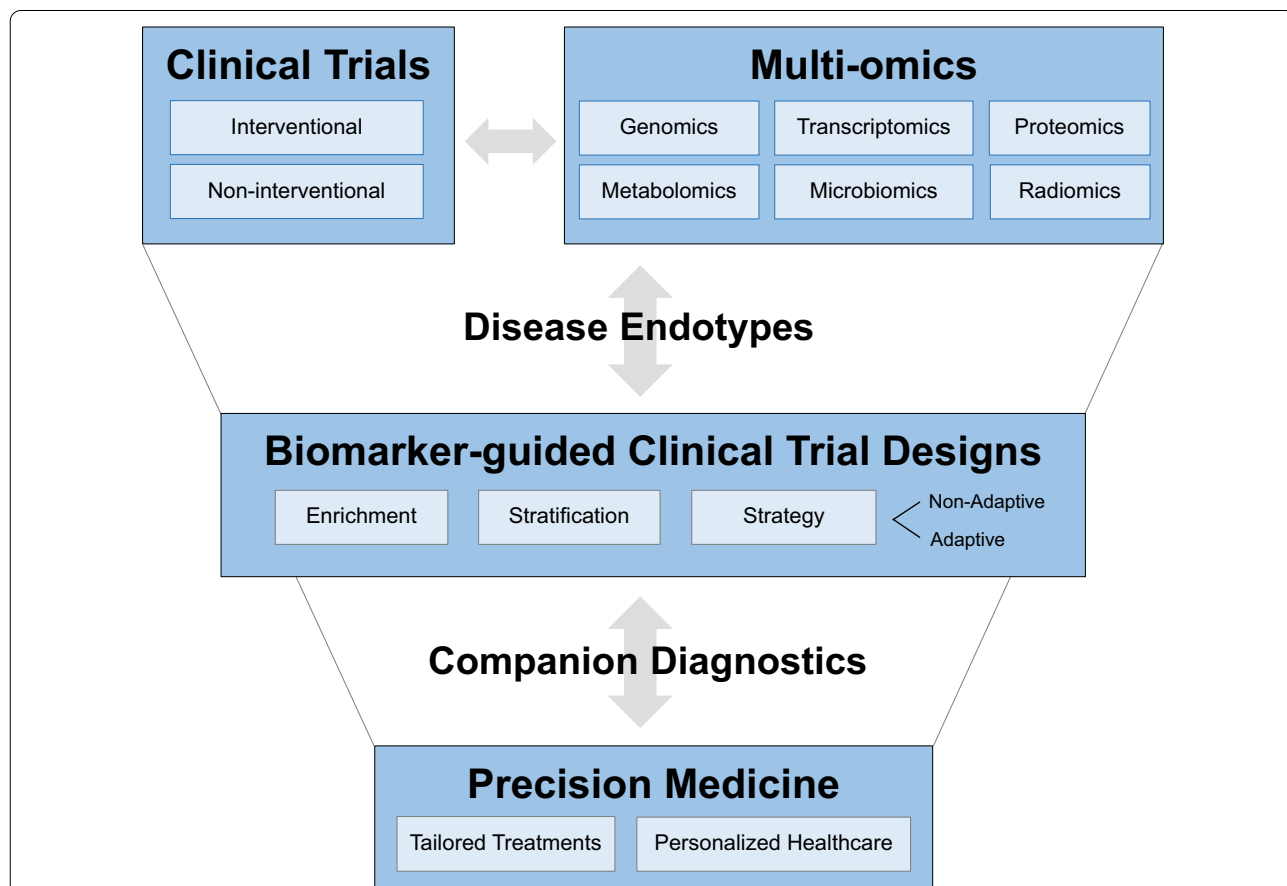 Clinical Trials
Interventional
Non-interventional
Multi-omics
Genomics
Transcriptomics
Proteomics
Metabolomics
Microbiomics
Radiomics
Disease Endotypes
Biomarker-guided Clinical Trial Designs
Enrichment
Stratification
Strategy
Non-Adaptive
Adaptive
Companion Diagnostics
Precision Medicine
Tailored Treatments
Personalized Healthcare